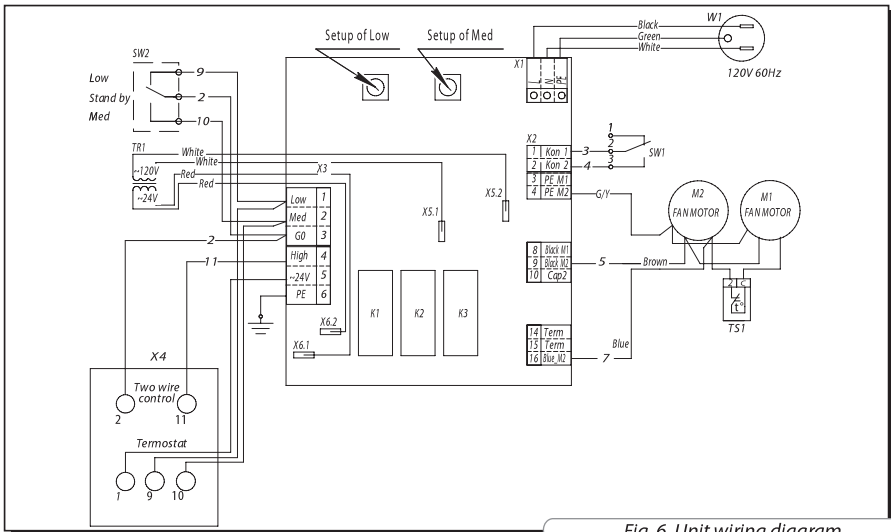 Setup of Low
Setup of Med
Black
Green
White
W1
120V 60Hz
SW2
Low
Stand by
Med
9
2
10
X1
L N PE
TR1
White
White
Red
Red
~120V
~24V
X3
Low 1
Med 2
G0 3
High 4
~24V 5
PE 6
2
11
X5.1
X5.2
X6.2
X6.1
K1
K2
K3
X2
1 Kon 1
2 Kon 2
3 PE M1
4 PE M2
3
4
1
2
3
SW1
G/Y
8 Black M1
9 Black M2
10 Cap2
5
Brown
14 Term
15 Term
16 Blue_M2
7
Blue
M2
FAN MOTOR
M1
FAN MOTOR
2 C
t°
TS1
X4
Two wire
control
2
11
Termostat
1
9
10
Fig. 6. Unit wiring diagram